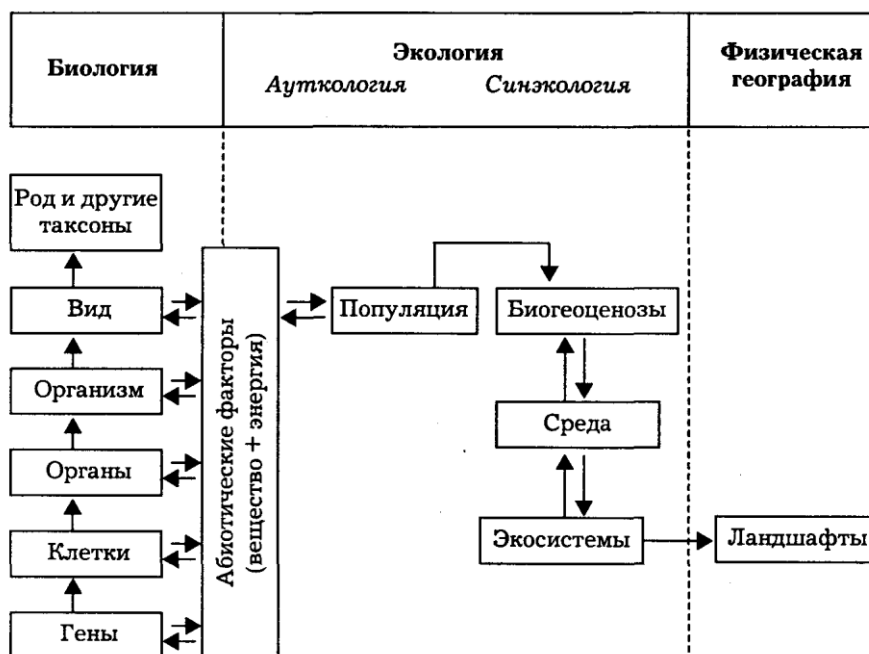 Биология
Экология
Ауткология
Синэкология
Физическая
география
Род и другие
таксоны
Вид
Организм
Органы
Клетки
Гены
Абиотические факторы
(вещество + энергия)
Популяция
Биогеоценозы
Среда
Экосистемы
Ландшафты